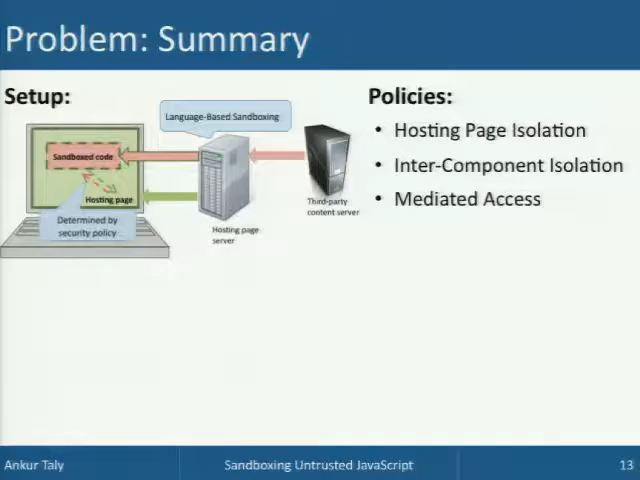 Problem: Summary
Setup:
Language-Based Sandboxing
Sandboxed code
Hosting page
Determined by
security policy
Hosting page
server
Third-party
content server
Policies:
• Hosting Page Isolation
• Inter-Component Isolation
• Mediated Access
Ankur Taly
Sandboxing Untrusted JavaScript
13